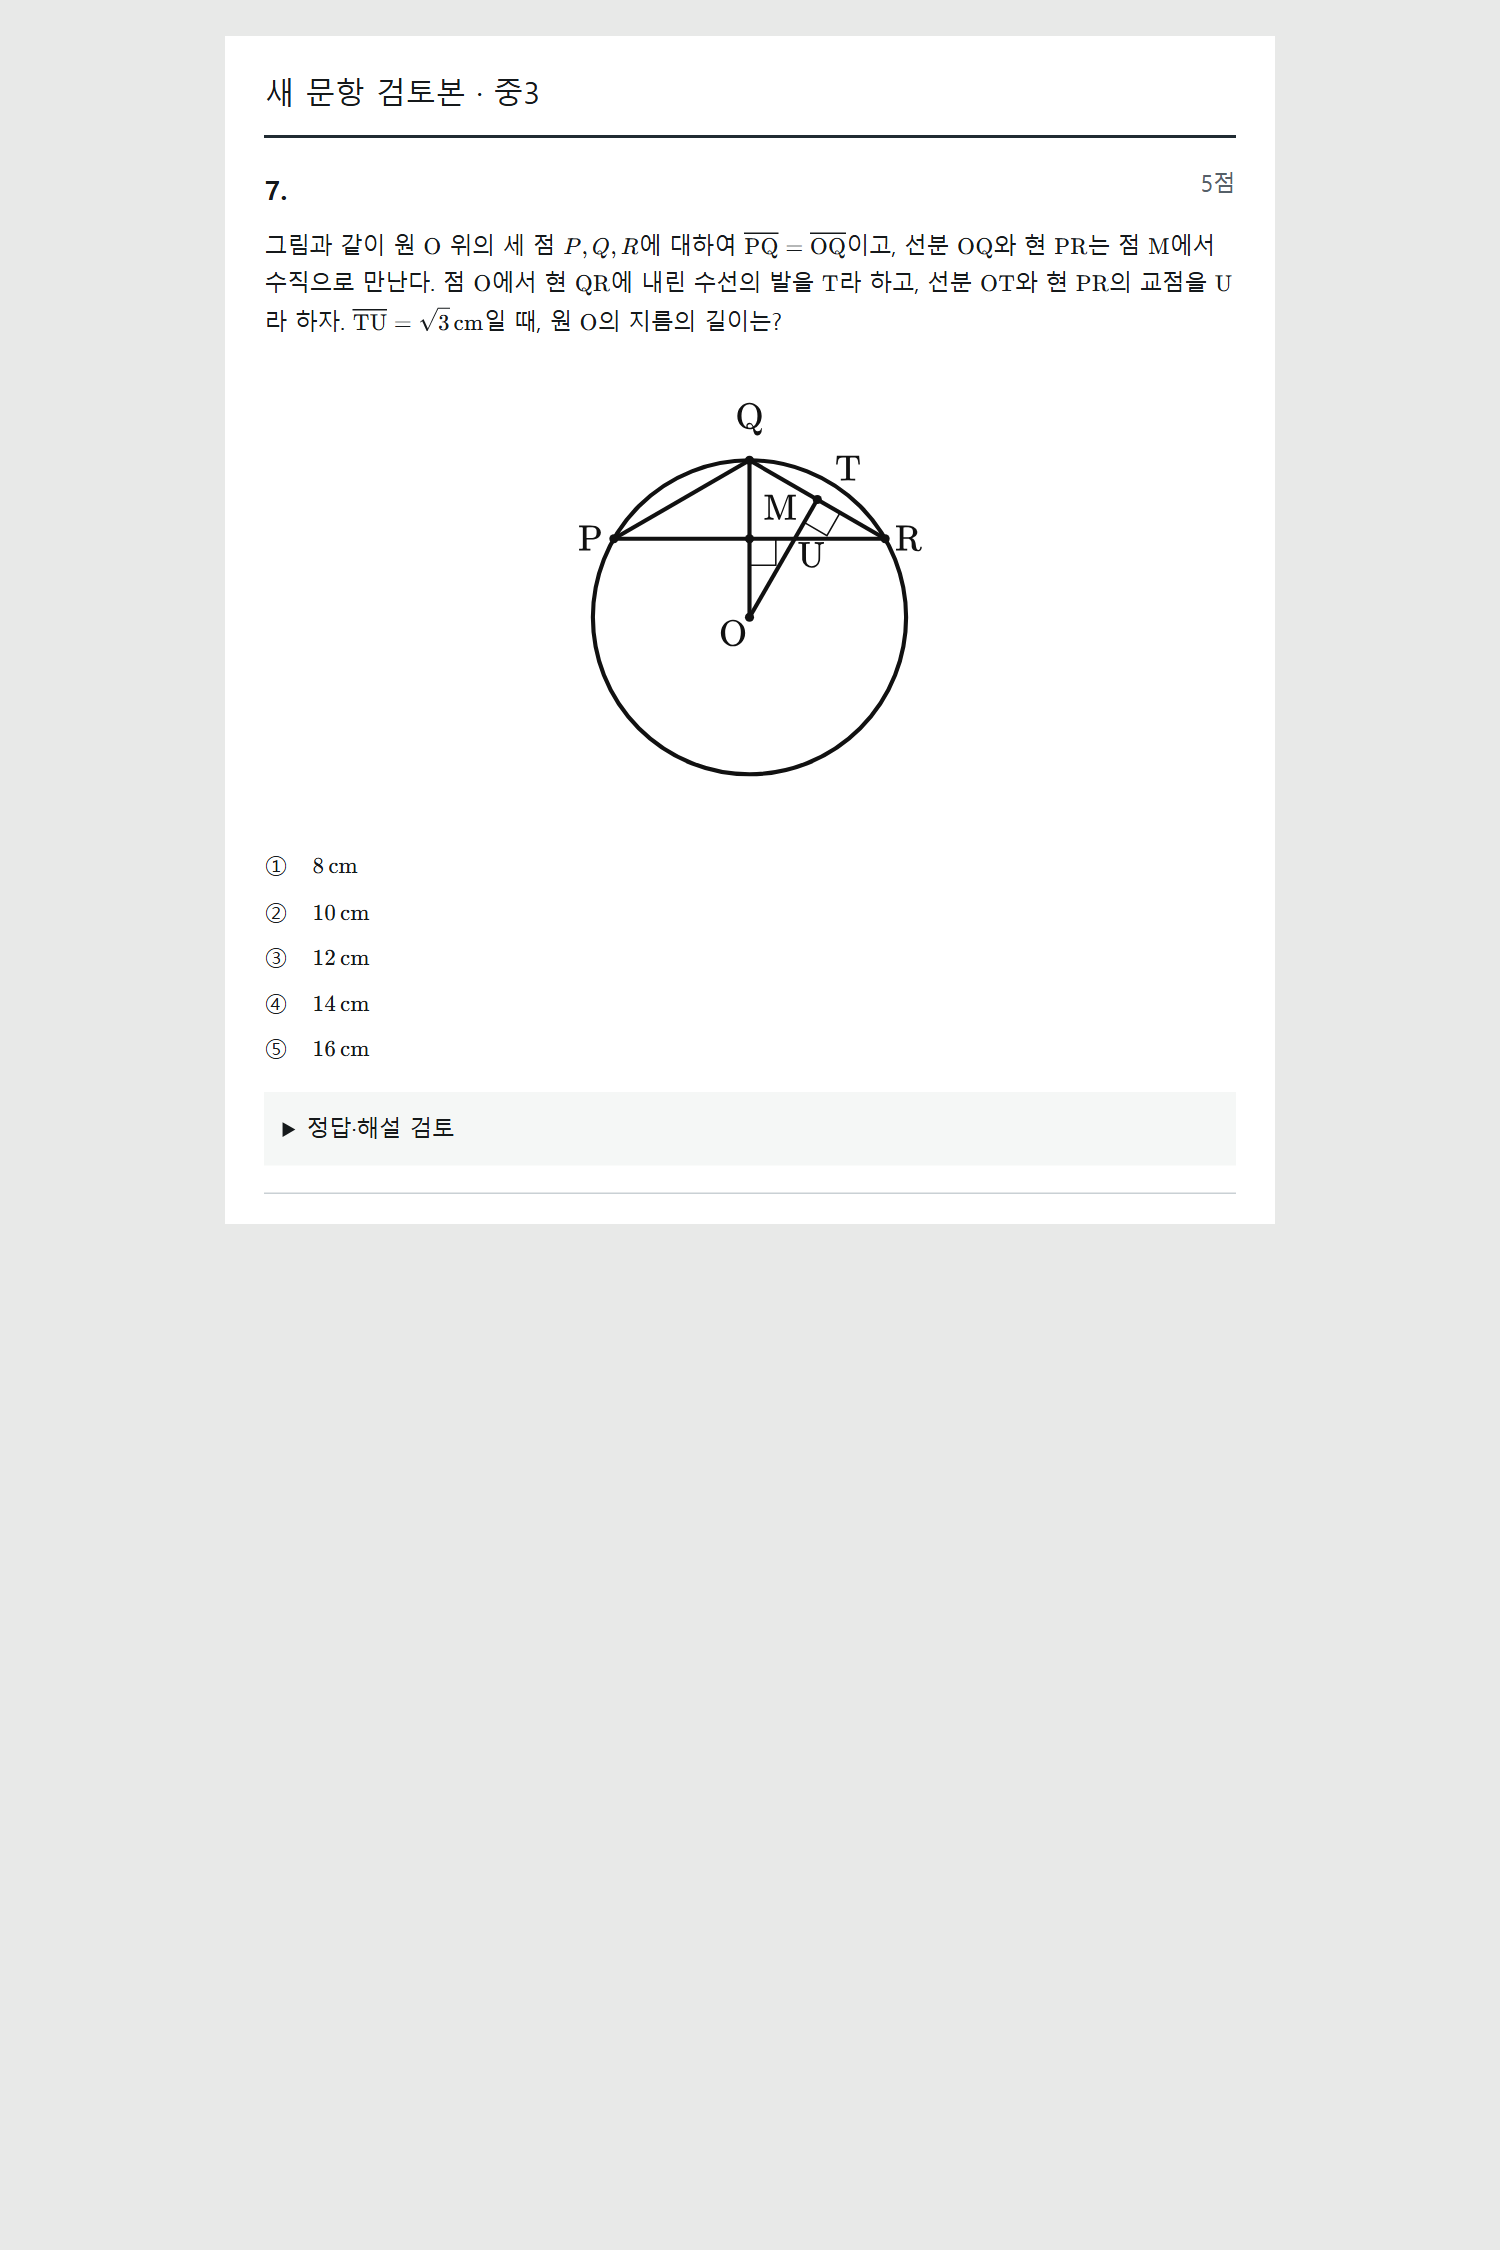 새 문항 검토본 · 중3
7.
5점
그림과 같이 원 O 위의 세 점 P, Q, R에 대하여 \overline{PQ} = \overline{OQ}이고, 선분 OQ와 현 PR는 점 M에서
수직으로 만난다. 점 O에서 현 QR에 내린 수선의 발을 T라 하고, 선분 OT와 현 PR의 교점을 U
라 하자. \overline{TU} = √3 cm일 때, 원 O의 지름의 길이는?
Q
T
M
P
R
U
O
① 8 cm
② 10 cm
③ 12 cm
④ 14 cm
⑤ 16 cm
▶ 정답·해설 검토